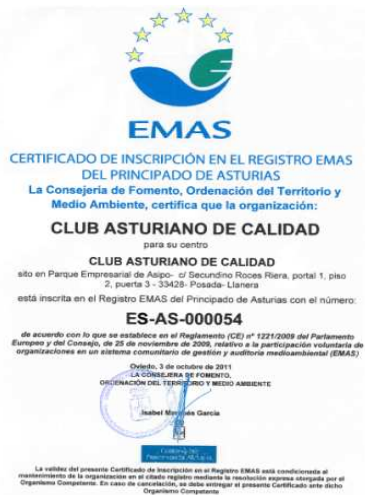 EMAS
CERTIFICADO DE INSCRIPCIÓN EN EL REGISTRO EMAS
DEL PRINCIPADO DE ASTURIAS
La Consejería de Fomento, Ordenación del Territorio y
Medio Ambiente, certifica que la organización:
CLUB ASTURIANO DE CALIDAD
para su centro
CLUB ASTURIANO DE CALIDAD
sito en Parque Empresarial de Asipo- c/ Secundino Roces Riera, portal 1, piso
2, puerta 3 - 33428- Posada- Llanera
está inscrita en el Registro EMAS del Principado de Asturias con el número:
ES-AS-000054
de acuerdo con lo que se establece en el Reglamento (CE) nº 1221/2009 del Parlamento
Europeo y del Consejo, de 25 de noviembre de 2009, relativo a la participación voluntaria de
organizaciones en un sistema comunitario de gestión y auditoría medioambiental (EMAS)
Oviedo, 3 de octubre de 2011
LA CONSEJERA DE FOMENTO,
ORDENACIÓN DEL TERRITORIO Y MEDIO AMBIENTE
Isabel Marqués García
GOBIERNO DEL
PRINCIPADO DE ASTURIAS
La validez del presente Certificado de Inscripción en el Registro EMAS está condicionada al
mantenimiento de la organización en el citado registro mediante la resolución expresa otorgada por el
Organismo Competente. En caso de cancelación, se debe entregar el presente Certificado ante dicho
Organismo Competente